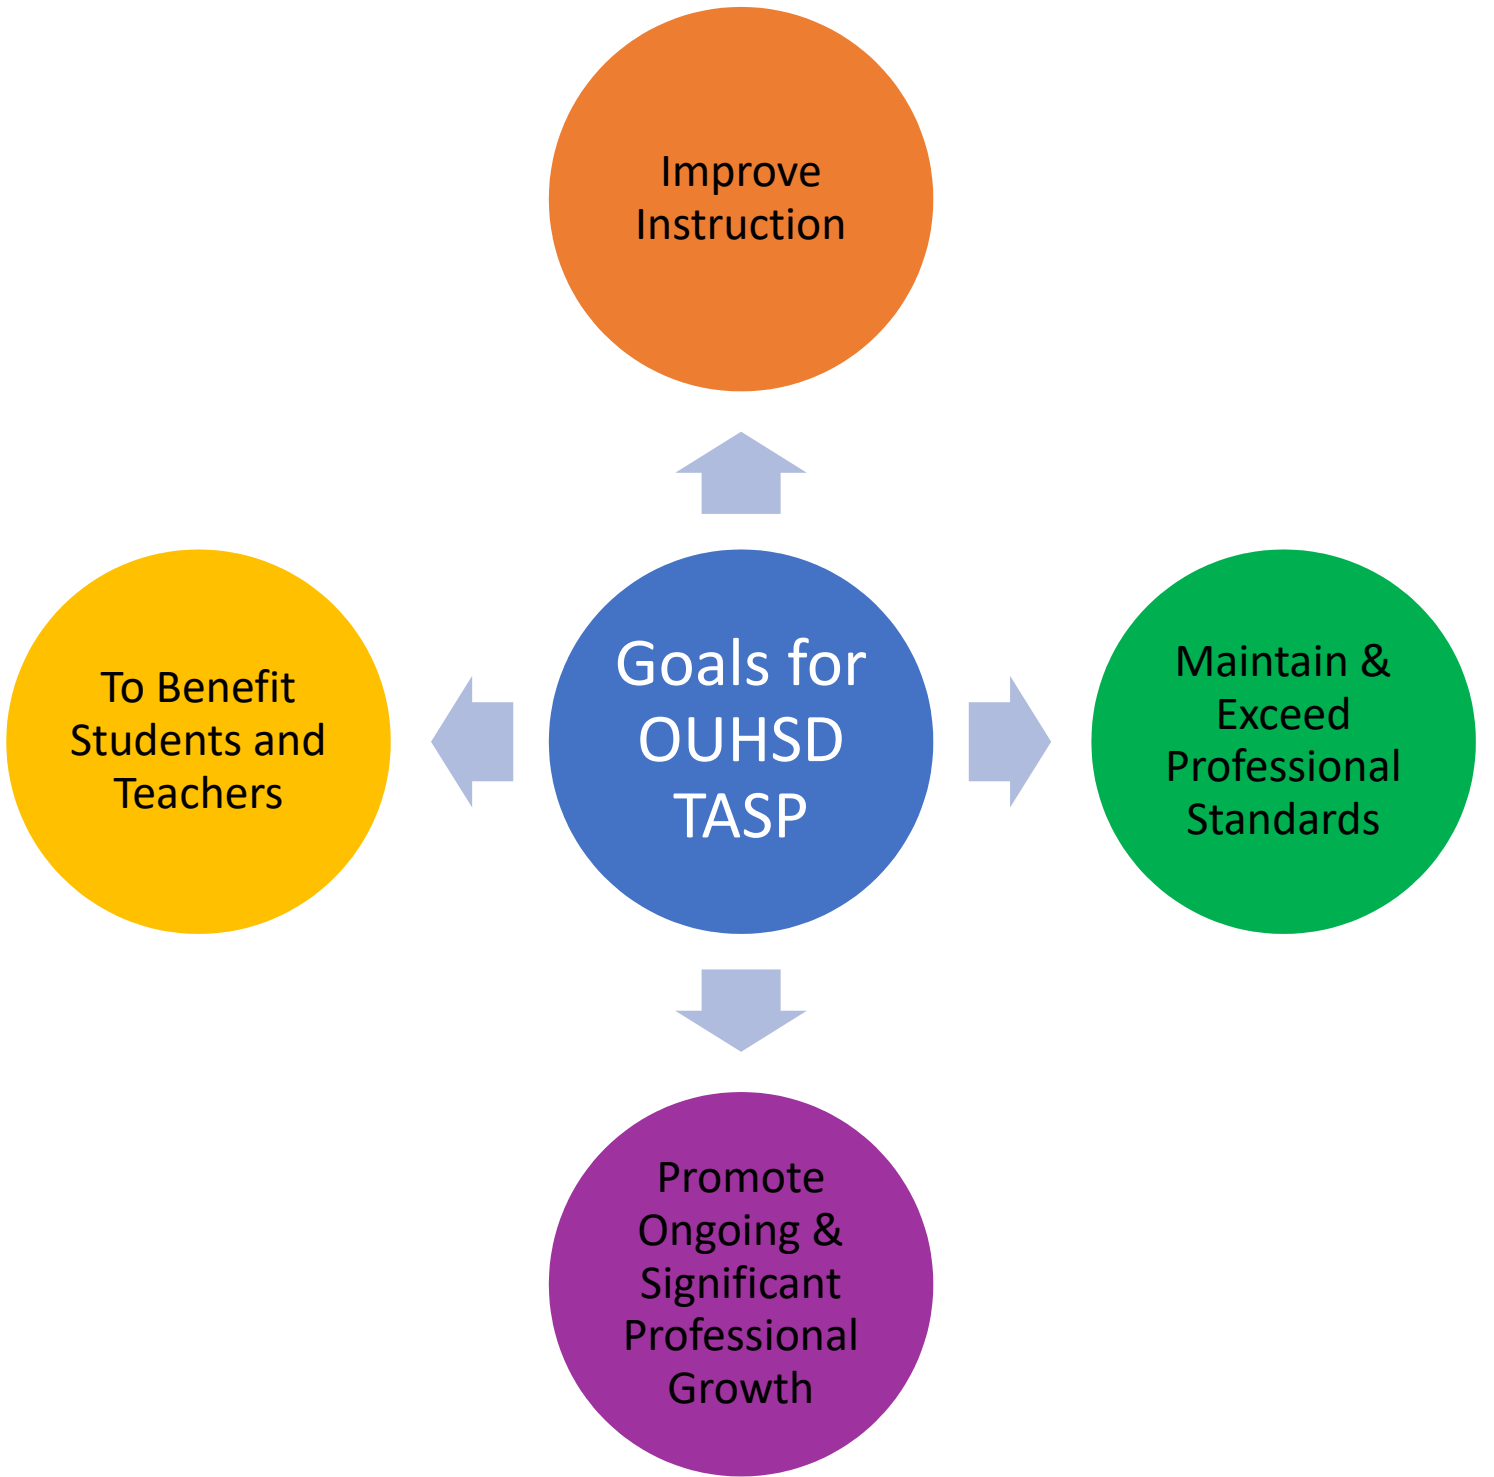 Improve
Instruction
To Benefit
Students and
Teachers
Goals for
OUHSD
TASP
Maintain &
Exceed
Professional
Standards
Promote
Ongoing &
Significant
Professional
Growth